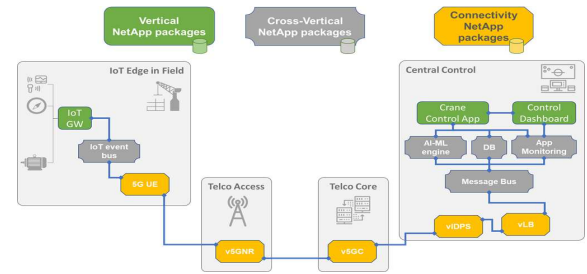 Vertical
NetApp packages
Cross-Vertical
NetApp packages
Connectivity
NetApp
packages
IoT Edge in Field
Central Control
IoT
GW
Crane
Control App
Control
Dashboard
IoT event
bus
AI-ML
engine
DB
App
Monitoring
5G UE
Telco Access
Telco Core
Message Bus
vIDPS
vLB
v5GNR
v5GC